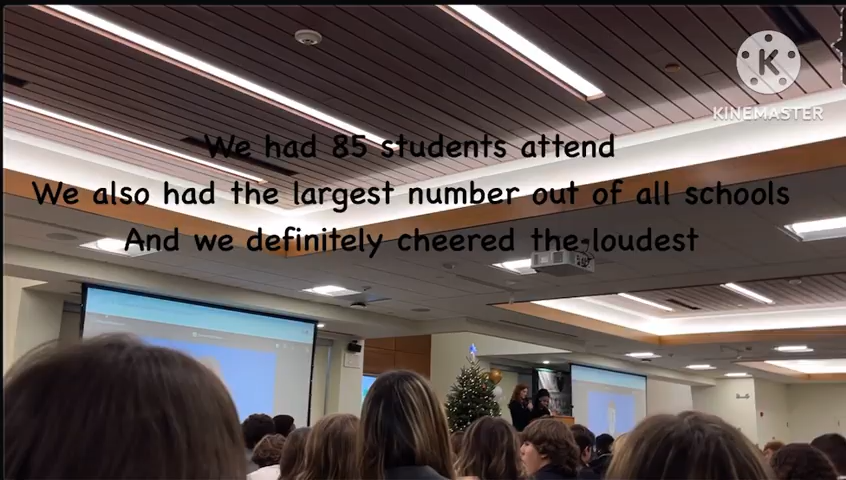 K
KINEMASTER
We had 85 students attend
We also had the largest number out of all schools
And we definitely cheered the loudest